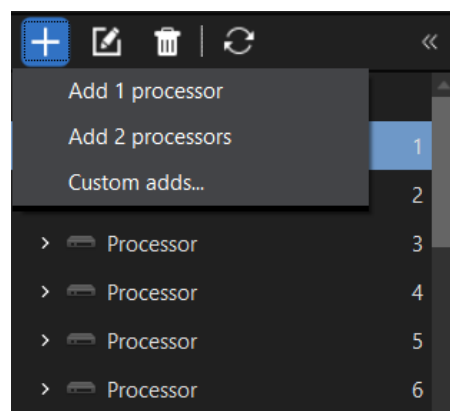 Add 1 processor
Add 2 processors
1
Custom adds...
2
Processor 3
Processor 4
Processor 5
Processor 6